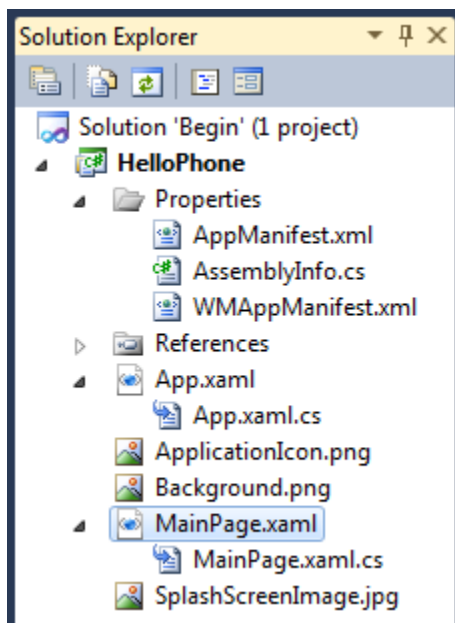 Solution Explorer
Solution 'Begin' (1 project)
HelloPhone
Properties
AppManifest.xml
AssemblyInfo.cs
WMAppManifest.xml
References
App.xaml
App.xaml.cs
ApplicationIcon.png
Background.png
MainPage.xaml
MainPage.xaml.cs
SplashScreenImage.jpg